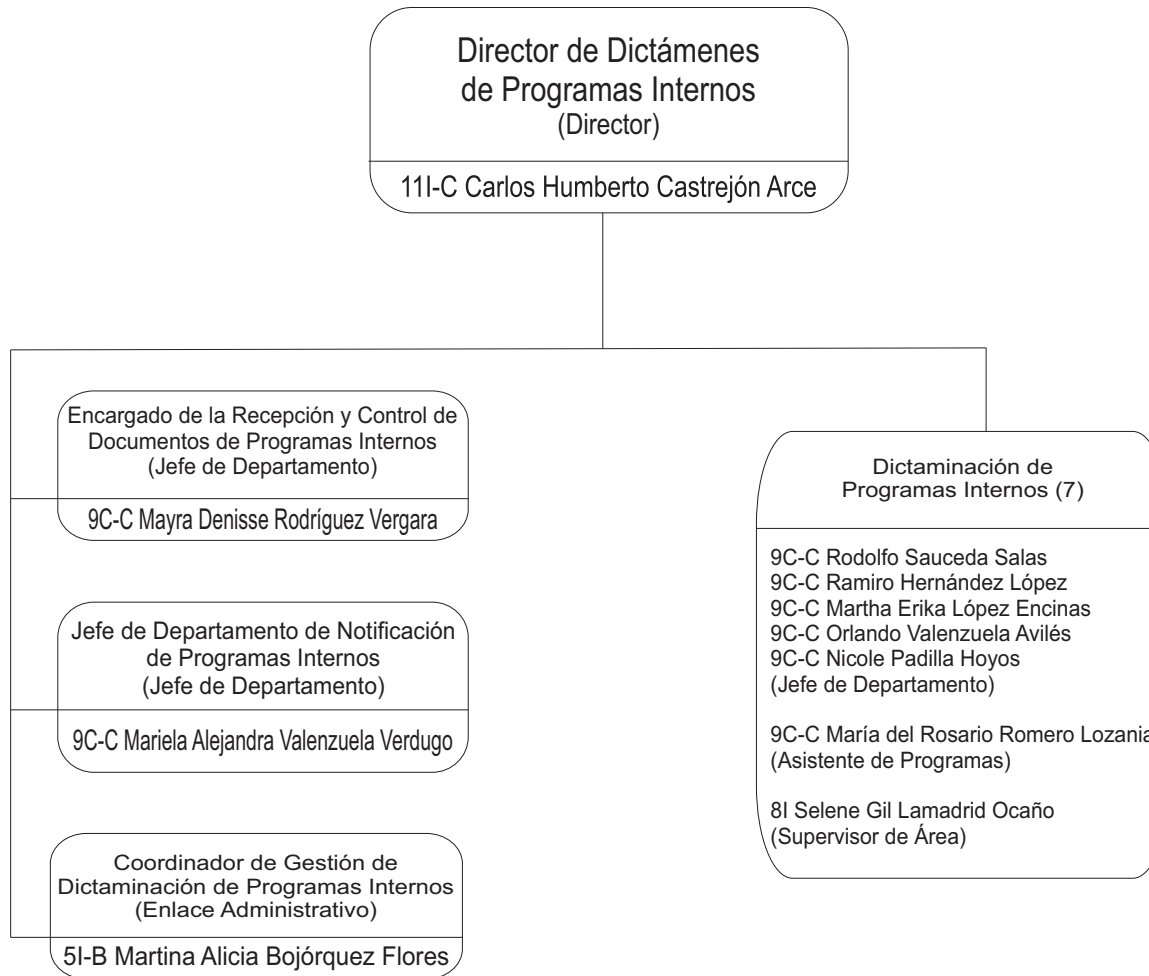 Director de Dictámenes
de Programas Internos
(Director)
11I-C Carlos Humberto Castrejón Arce
Encargado de la Recepción y Control de
Documentos de Programas Internos
(Jefe de Departamento)
9C-C Mayra Denisse Rodríguez Vergara
Jefe de Departamento de Notificación
de Programas Internos
(Jefe de Departamento)
9C-C Mariela Alejandra Valenzuela Verdugo
Coordinador de Gestión de
Dictaminación de Programas Internos
(Enlace Administrativo)
5I-B Martina Alicia Bojórquez Flores
Dictaminación de
Programas Internos (7)
9C-C Rodolfo Sauceda Salas
9C-C Ramiro Hernández López
9C-C Martha Erika López Encinas
9C-C Orlando Valenzuela Avilés
9C-C Nicole Padilla Hoyos
(Jefe de Departamento)
9C-C María del Rosario Romero Lozania
(Asistente de Programas)
8I Selene Gil Lamadrid Ocaño
(Supervisor de Área)